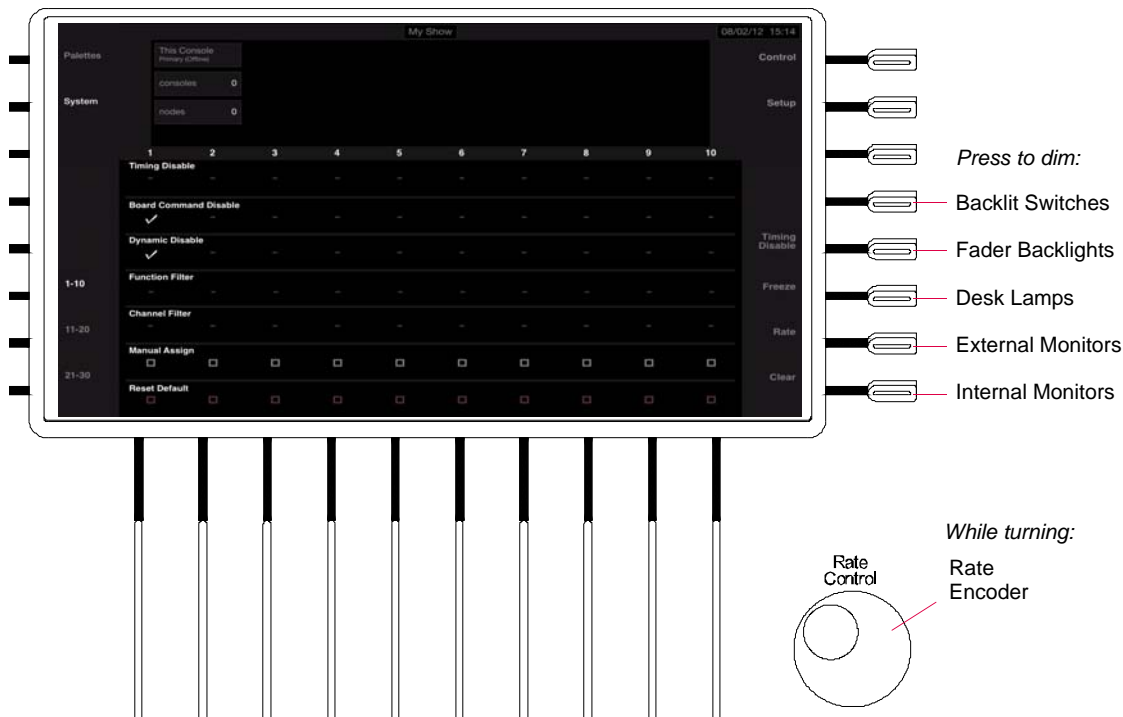 My Show
08/02/12 15:14
Palettes
This Console
Primary (Offline)
Control
consoles 0
System
Setup
nodes 0
1 2 3 4 5 6 7 8 9 10
Timing Disable
Press to dim:
Board Command Disable
Backlit Switches
Dynamic Disable
Timing
Disable
Fader Backlights
1-10
Function Filter
Freeze
Desk Lamps
Channel Filter
11-20
Rate
External Monitors
Manual Assign
21-30
Clear
Reset Default
Internal Monitors
While turning:
Rate
Control
Rate
Encoder